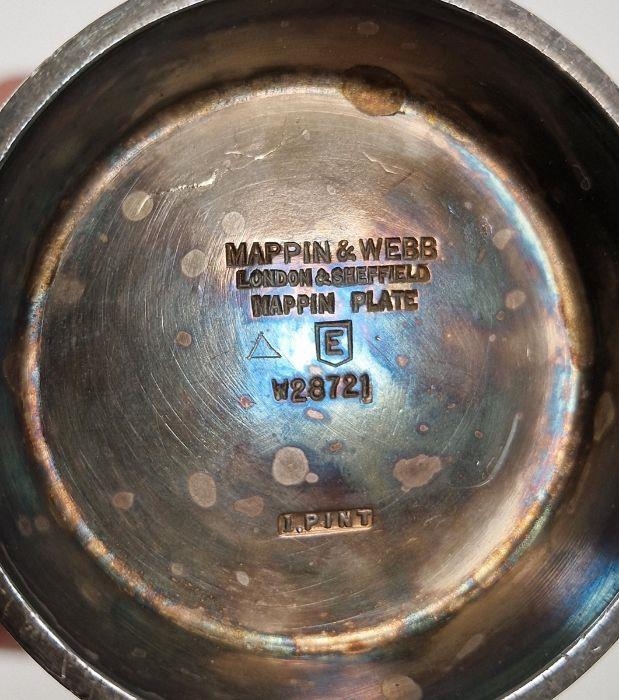 MAPPIN & WEBB
LONDON & SHEFFIELD
MAPPIN PLATE
E
W28721
1.PINT